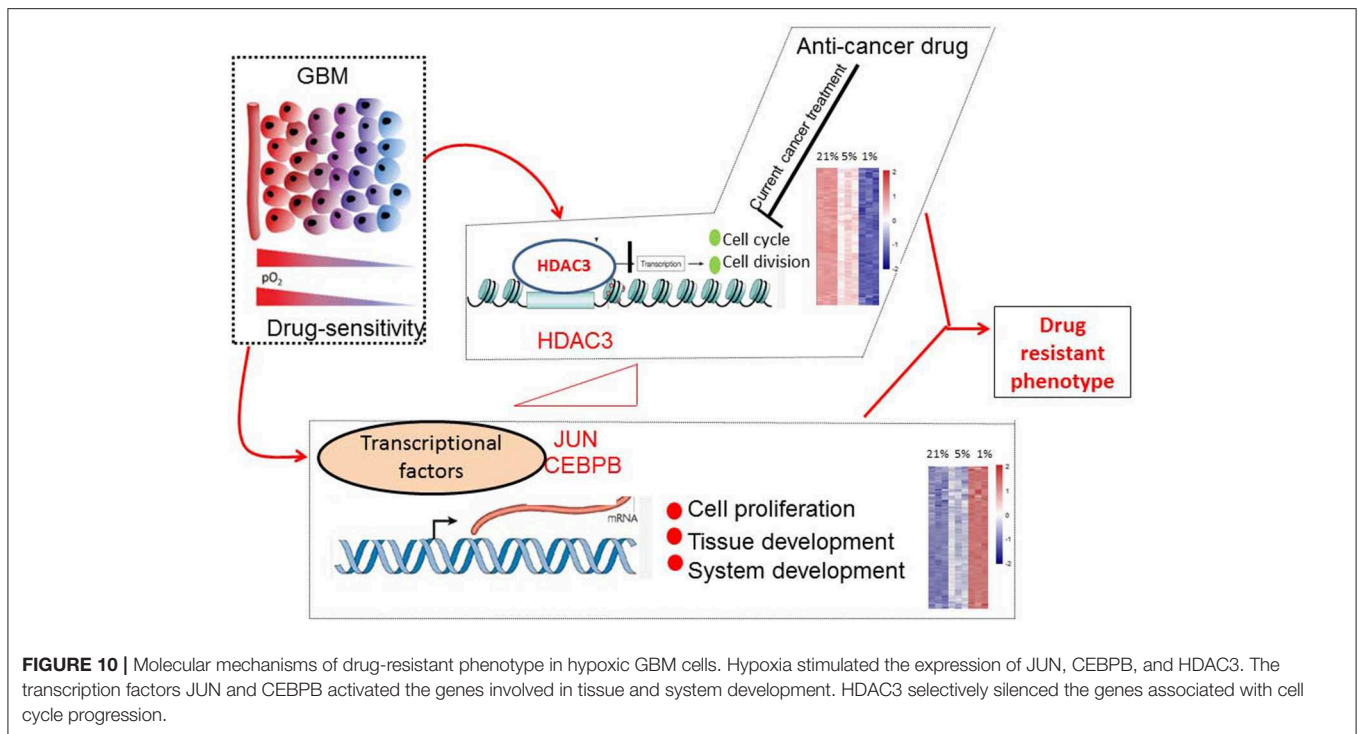 GBM
pO₂
Drug-sensitivity
Anti-cancer drug
Current cancer treatment
HDAC3
Transcription
Cell cycle
Cell division
21% 5% 1%
2
1
0
-1
HDAC3
Drug
resistant
phenotype
Transcriptional
factors
JUN
CEBPB
mRNA
Cell proliferation
Tissue development
System development
21% 5% 1%
2
1
0
-1
-2
FIGURE 10 | Molecular mechanisms of drug-resistant phenotype in hypoxic GBM cells. Hypoxia stimulated the expression of JUN, CEBPB, and HDAC3. The
transcription factors JUN and CEBPB activated the genes involved in tissue and system development. HDAC3 selectively silenced the genes associated with cell
cycle progression.